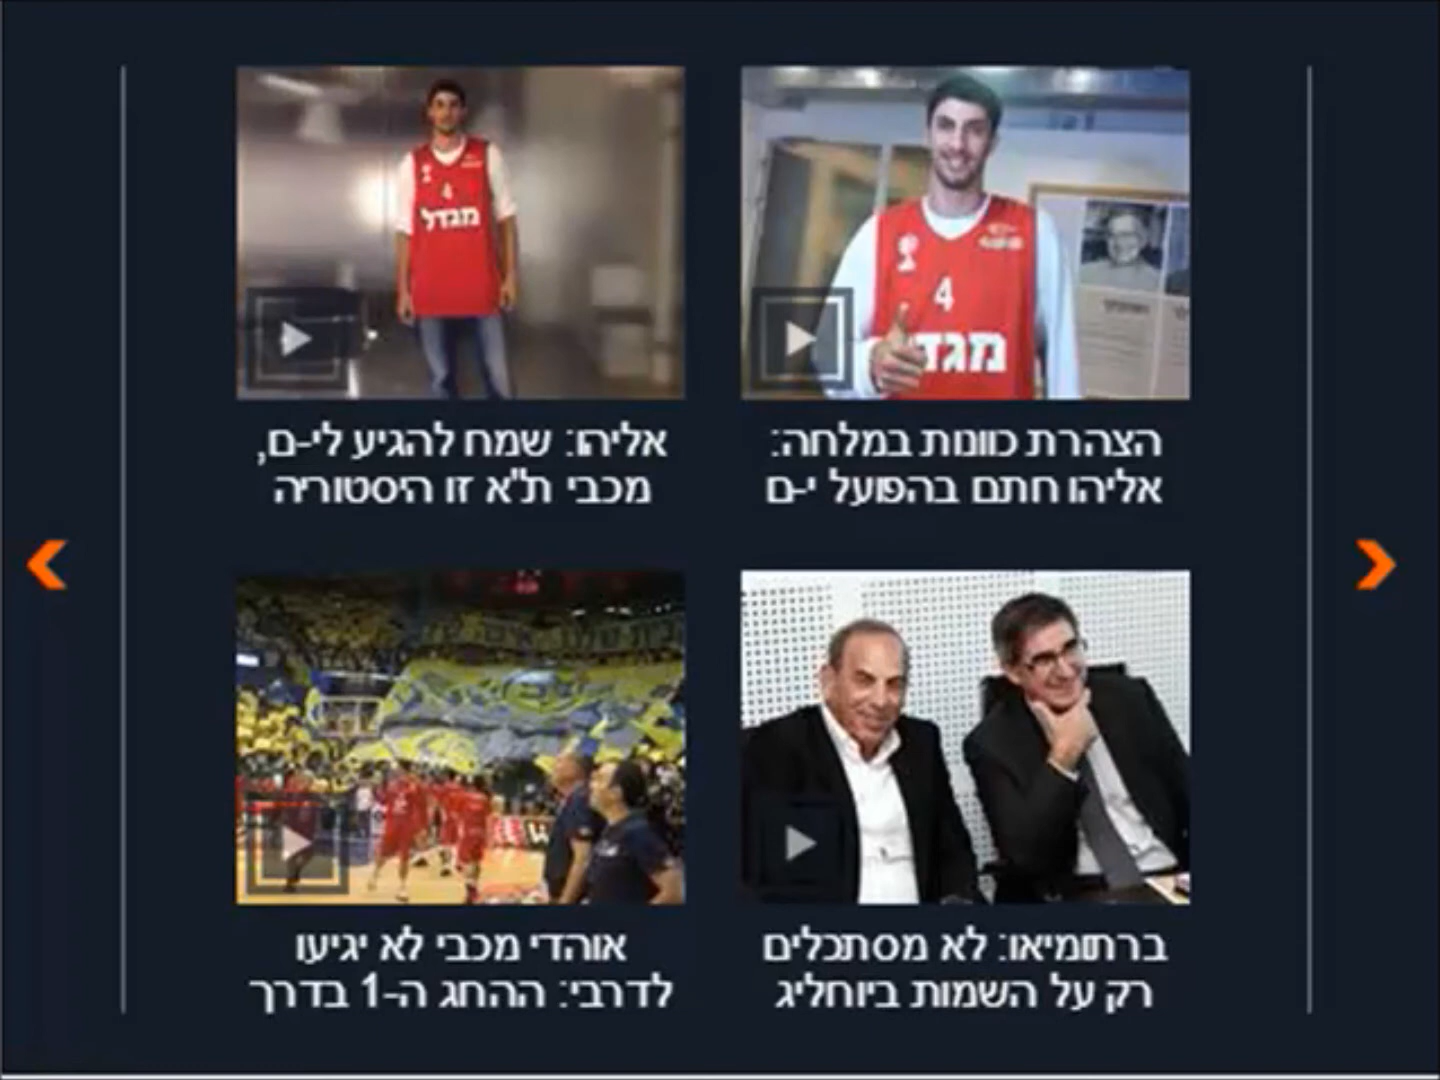 4
מגדל
4
מגדל
הצהרת כוונות במלחה:
אליהו חתם בהפועל י-ם
אליהו: שמח להגיע לי-ם,
מכבי ת"א זו היסטוריה
ברתומיאו: לא מסתכלים
רק על השמות ביוחליג
אוהדי מכבי לא יגיעו
לדרבי: ההחג ה-1 בדרך